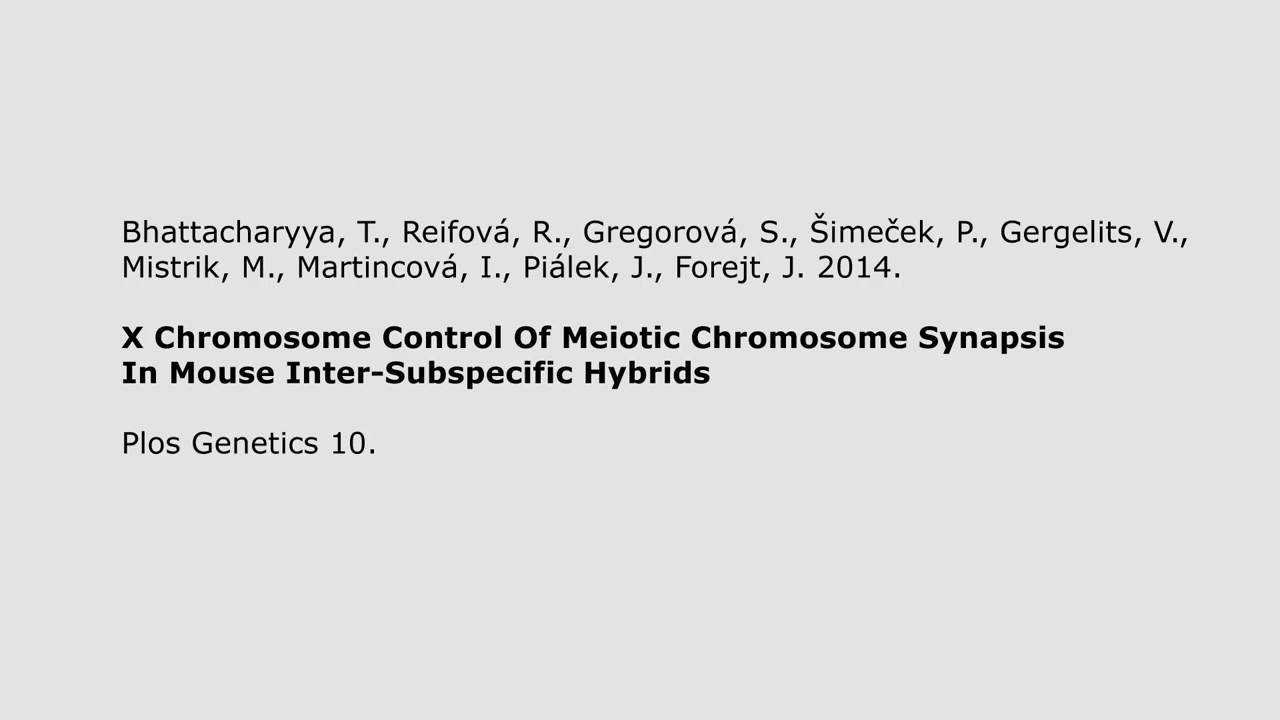 Bhattacharyya, T., Reifová, R., Gregorová, S., Šimeček, P., Gergelits, V.,
Mistrik, M., Martincová, I., Piálek, J., Forejt, J. 2014.
X Chromosome Control Of Meiotic Chromosome Synapsis
In Mouse Inter-Subspecific Hybrids
Plos Genetics 10.